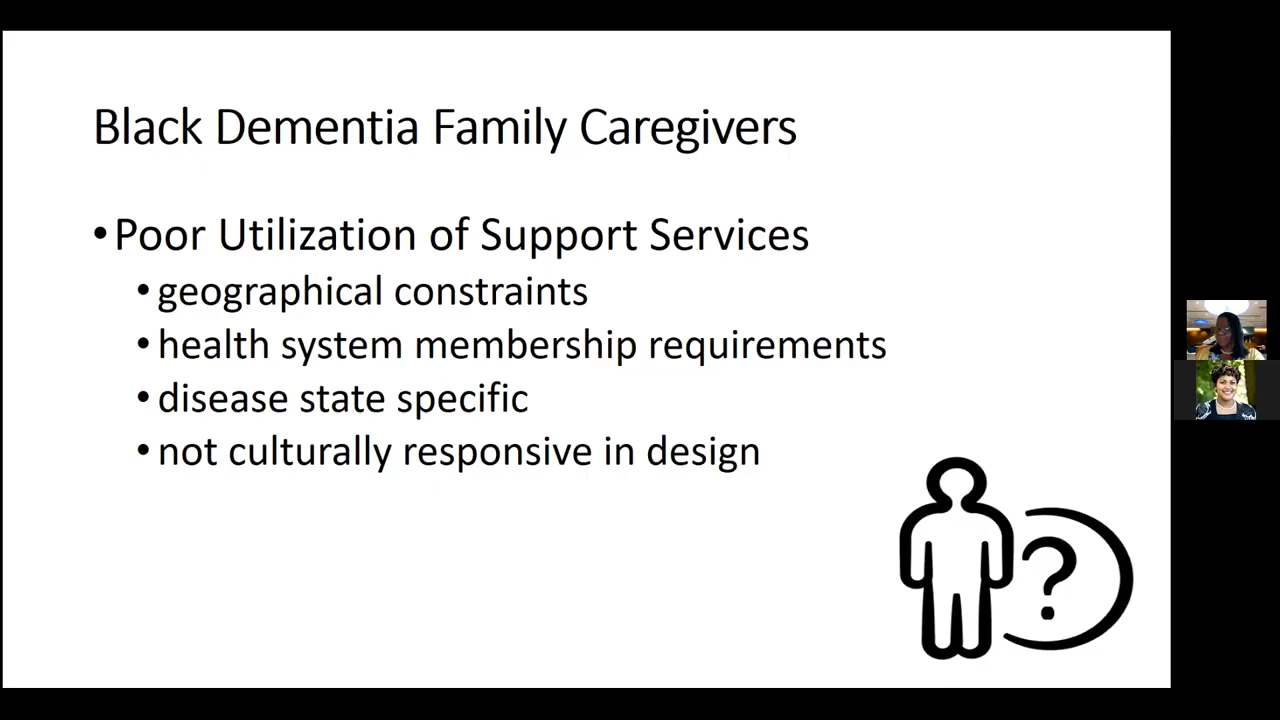 Black Dementia Family Caregivers
•Poor Utilization of Support Services
•geographical constraints
•health system membership requirements
•disease state specific
•not culturally responsive in design
?